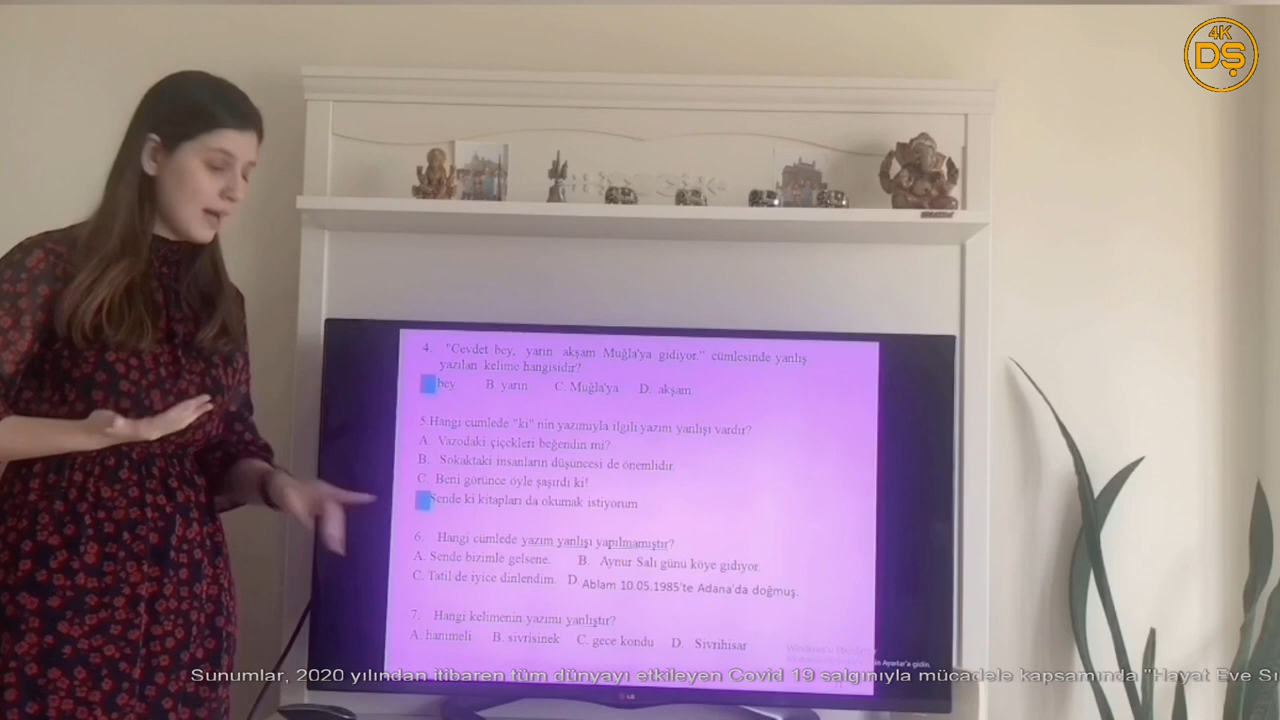 4K
DŞ
4. "Cevdet bey, yarın akşam Muğla'ya gidiyor." cümlesinde yanlış
yazılan kelime hangisidir?
bey B. yarın C. Muğla'ya D. akşam
5.Hangi cümlede "ki" nin yazımıyla ilgili yazım yanlışı vardır?
A. Vazodaki çiçekleri beğendin mi?
B. Sokaktaki insanların düşüncesi de önemlidir.
C. Beni görünce öyle şaşırdı ki!
Sende ki kitapları da okumak istiyorum
6. Hangi cümlede yazım yanlışı yapılmamıştır?
A. Sende bizimle gelsene. B. Aynur Salı günü köye gidiyor.
C. Tatil de iyice dinlendim. D. Ablam 10.05.1985'te Adana'da doğmuş.
7. Hangi kelimenin yazımı yanlıştır?
A. hanımeli B. sivrisinek C. gece kondu D. Sivrihisar
Ayarlar'a gidin.
Sunumlar, 2020 yılından itibaren tüm dünyayı etkileyen Covid 19 salgınıyla mücadele kapsamında "Hayat Eve Sı
LG